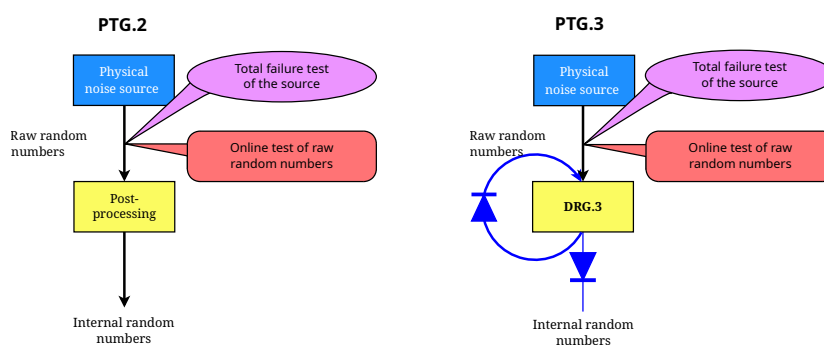 PTG.2
Physical
noise source
Total failure test
of the source
Raw random
numbers
Online test of raw
random numbers
Post-
processing
Internal random
numbers
PTG.3
Physical
noise source
Total failure test
of the source
Raw random
numbers
Online test of raw
random numbers
DRG.3
Internal random
numbers